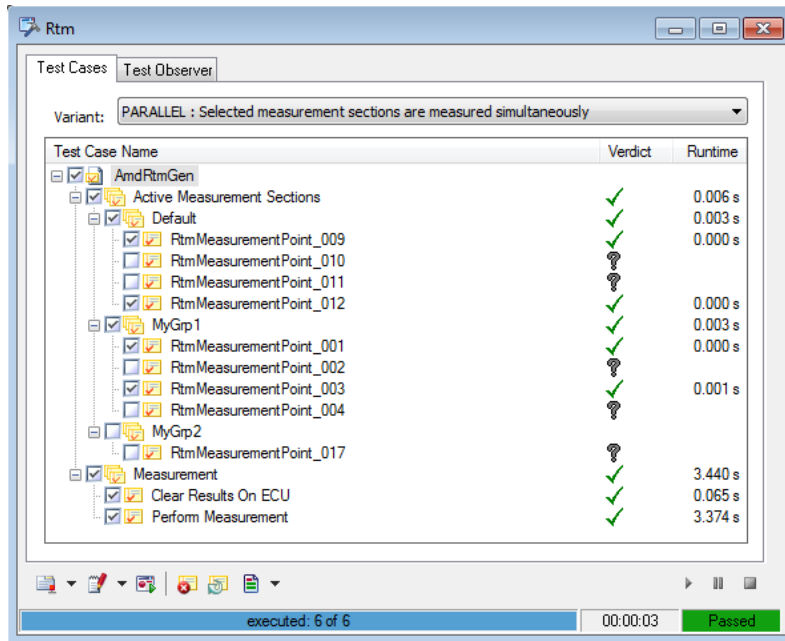 Rtm
Test Cases Test Observer
Variant: PARALLEL : Selected measurement sections are measured simultaneously
Test Case Name Verdict Runtime
AmdRtmGen
Active Measurement Sections 0.006 s
Default 0.003 s
RtmMeasurementPoint_009 0.000 s
RtmMeasurementPoint_010
RtmMeasurementPoint_011
RtmMeasurementPoint_012 0.000 s
MyGrp1 0.003 s
RtmMeasurementPoint_001 0.000 s
RtmMeasurementPoint_002
RtmMeasurementPoint_003 0.001 s
RtmMeasurementPoint_004
MyGrp2
RtmMeasurementPoint_017
Measurement 3.440 s
Clear Results On ECU 0.065 s
Perform Measurement 3.374 s
executed: 6 of 6 00:00:03 Passed